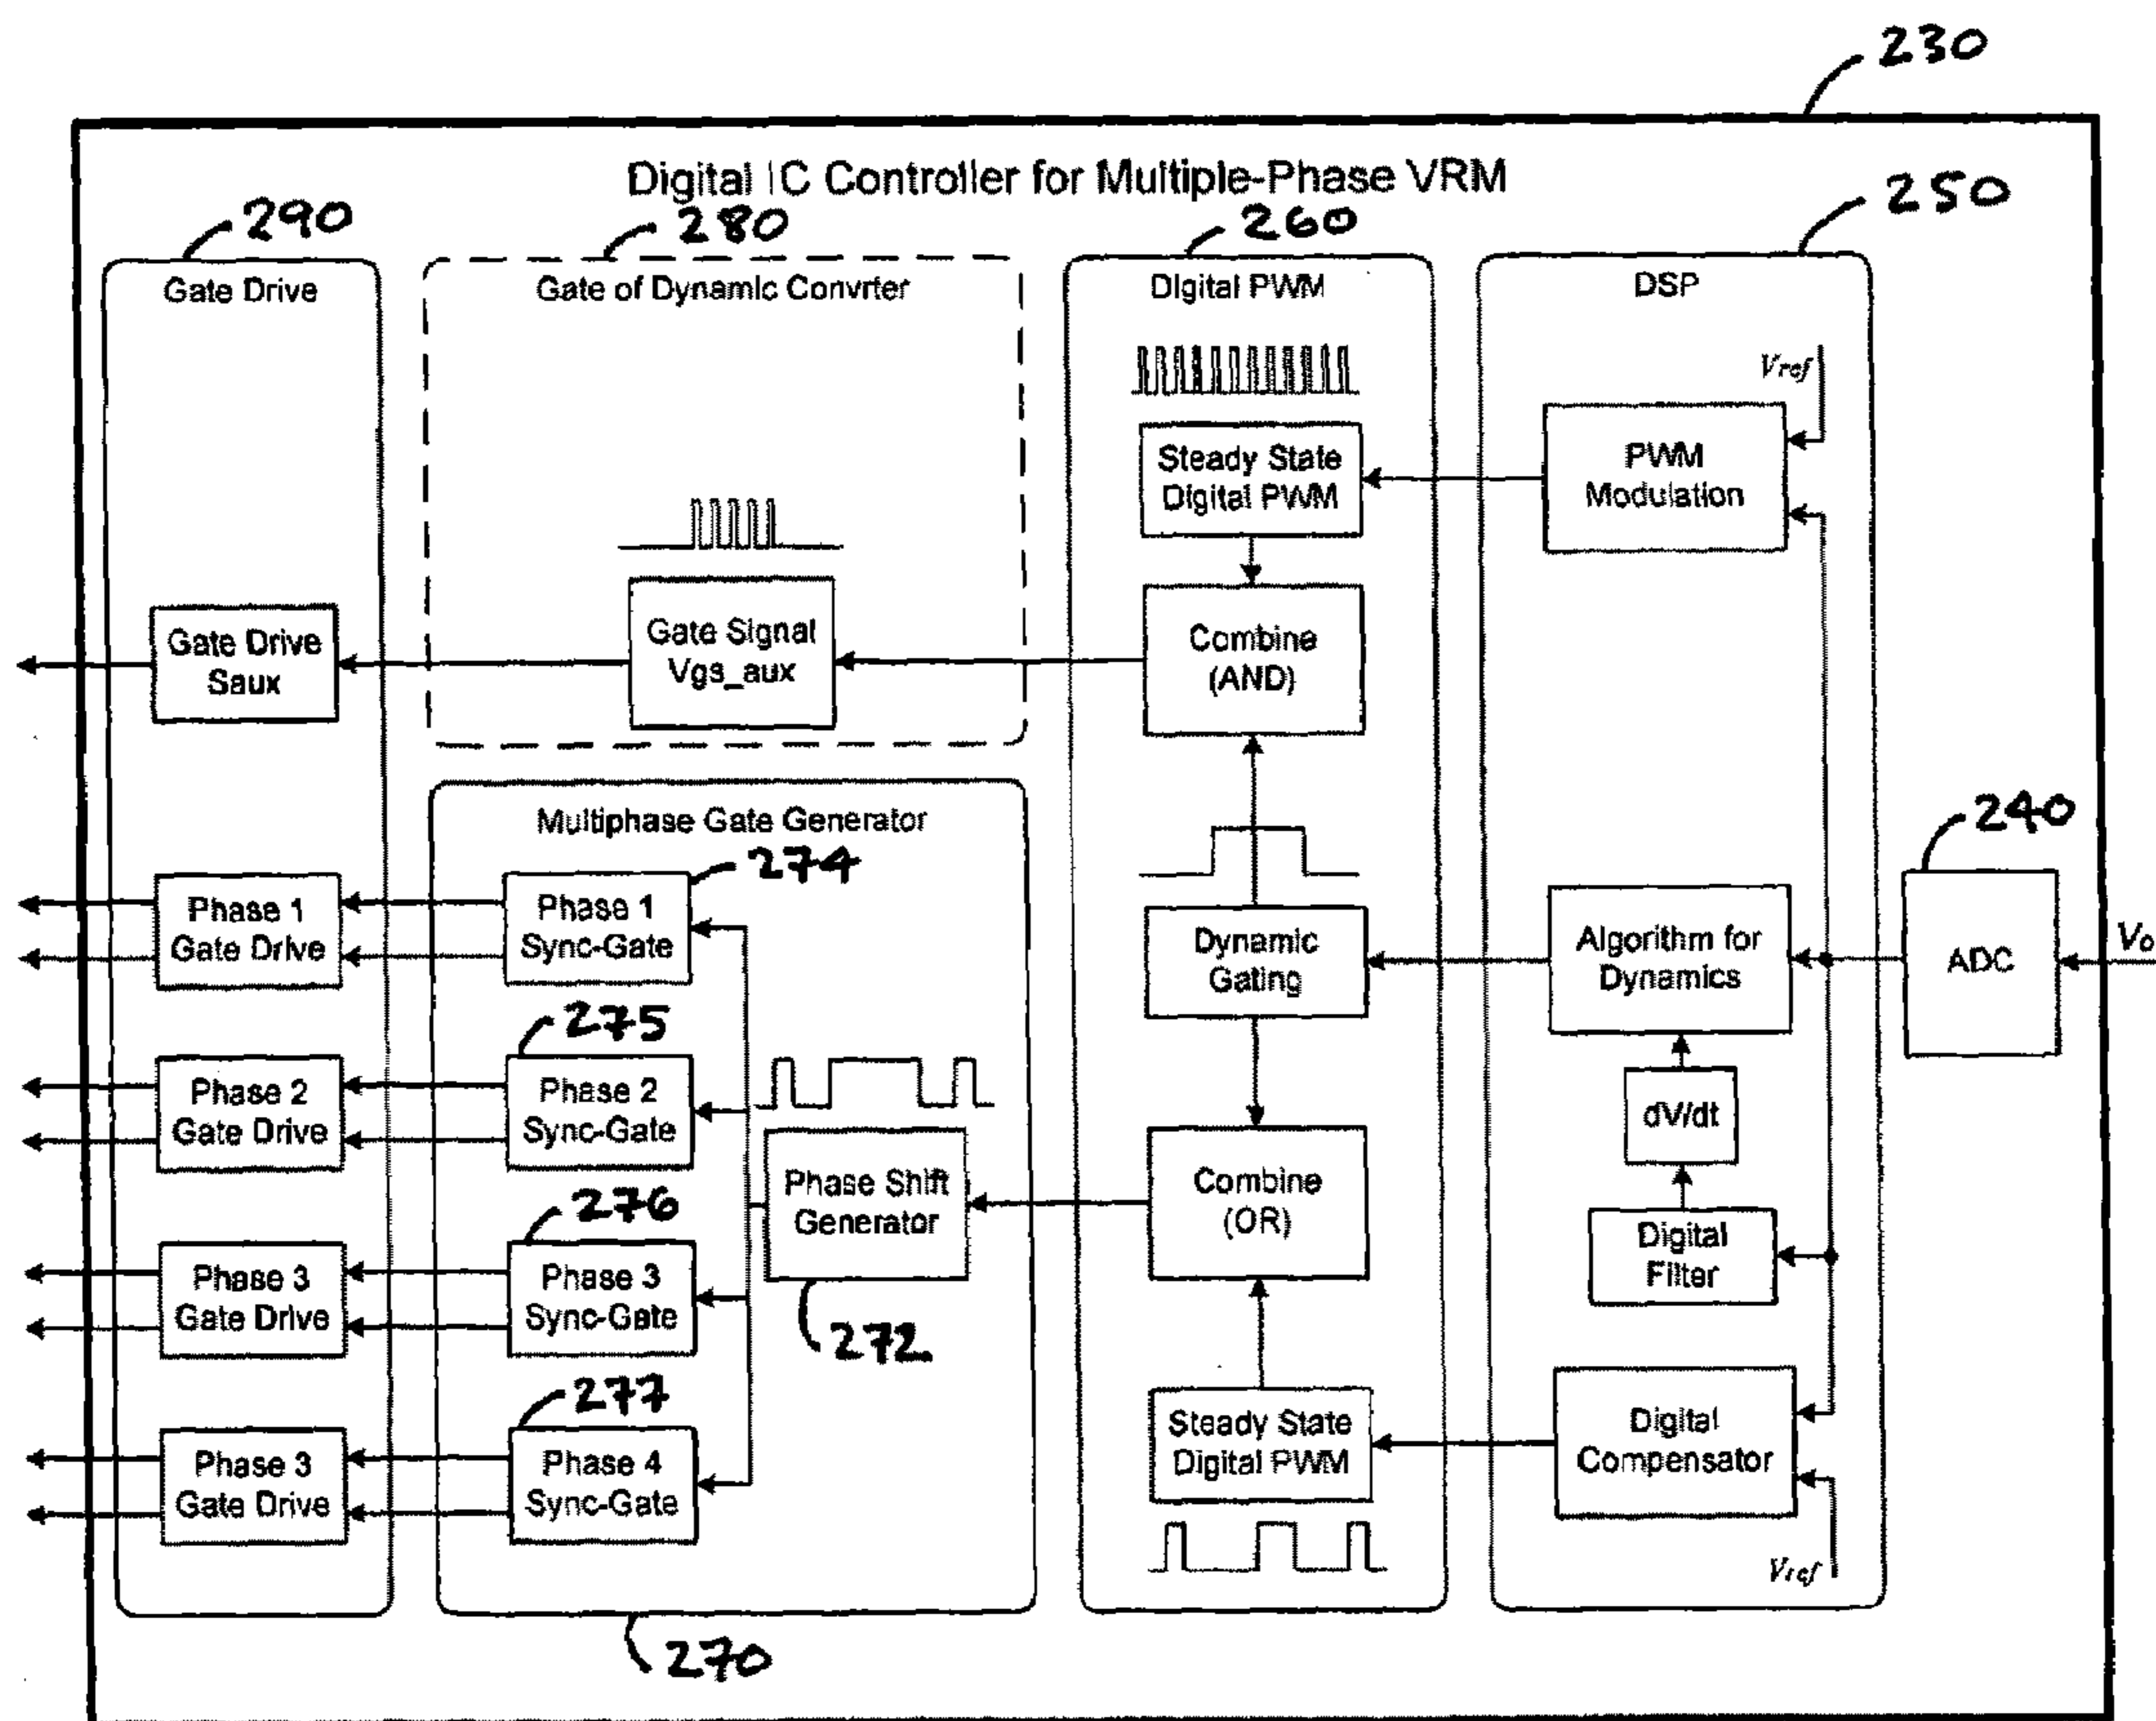 230
Digital IC Controller for Multiple-Phase VRM
290
280
260
250
Gate Drive
Gate of Dynamic Convrter
Digital PWM
DSP
Vref
Steady State
Digital PWM
PWM
Modulation
Gate Drive
Saux
Gate Signal
Vgs_aux
Combine
(AND)
Multiphase Gate Generator
240
274
Phase 1
Gate Drive
Phase 1
Sync-Gate
Dynamic
Gating
Algorithm for
Dynamics
ADC
Vo
275
Phase 2
Gate Drive
Phase 2
Sync-Gate
dV/dt
Phase Shift
Generator
Combine
(OR)
Digital
Filter
276
Phase 3
Gate Drive
Phase 3
Sync-Gate
272
277
Phase 3
Gate Drive
Phase 4
Sync-Gate
Steady State
Digital PWM
Digital
Compensator
Vref
270